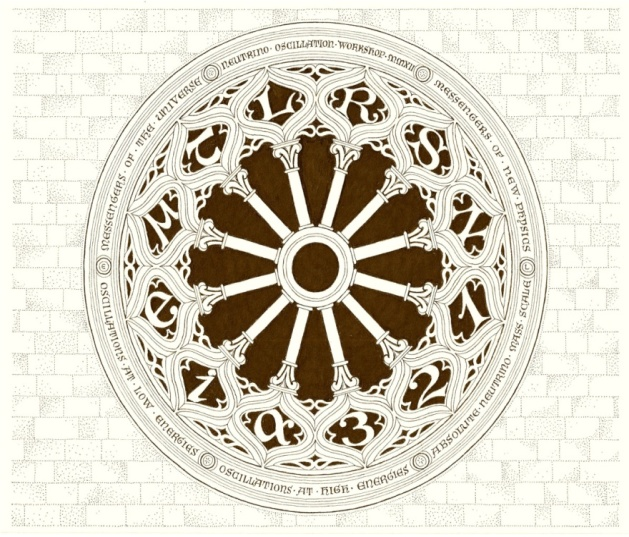 NEUTRINO · OSCILLATION · WORKSHOP · MMXII
MESSENGERS · OF · NEW · PHYSICS
ABSOLUTE · NEUTRINO · MASS · SCALE
OSCILLATIONS · AT · HIGH · ENERGIES
OSCILLATIONS · AT · LOW · ENERGIES
MESSENGERS · OF · THE · UNIVERSE
L
R
S
N
1
2
3
α
i
e
μ
τ